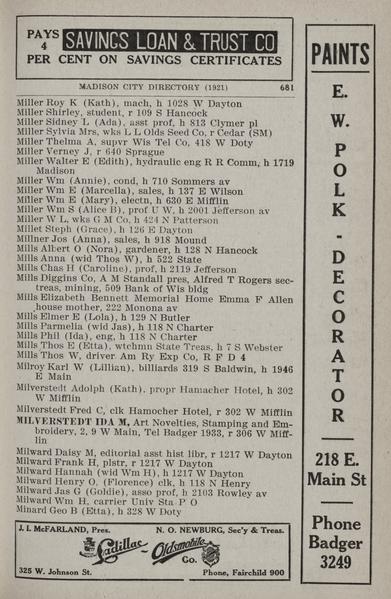 PAYS 4 SAVINGS LOAN & TRUST CO
PER CENT ON SAVINGS CERTIFICATES
MADISON CITY DIRECTORY (1921) 681
Miller Roy K (Kath), mach, h 1028 W Dayton
Miller Shirley, student, r 109 S Hancock
Miller Sidney L (Ada), asst prof, h 813 Clymer pl
Miller Sylvia Mrs, wks L L Olds Seed Co, r Cedar (SM)
Miller Thelma A, supvr Wis Tel Co, 418 W Doty
Miller Verney J, r 640 Sprague
Miller Walter E (Edith), hydraulic eng R R Comm, h 1719
Madison
Miller Wm (Annie), cond, h 710 Sommers av
Miller Wm E (Marcella), sales, h 137 E Wilson
Miller Wm E (Mary), electn, h 630 E Mifflin
Miller Wm S (Alice B), prof U W, h 2001 Jefferson av
Miller W L, wks G M Co, h 424 N Patterson
Millet Steph (Grace), h 126 E Dayton
Millner Jos (Anna), sales, h 918 Mound
Mills Albert O (Nora), gardener, h 128 N Hancock
Mills Anna (wid Thos W), h 522 State
Mills Chas H (Caroline), prof, h 2119 Jefferson
Mills Diggins Co, A M Standall pres, Alfred T Rogers sec-
treas, mining, 509 Bank of Wis bldg
Mills Elizabeth Bennett Memorial Home Emma F Allen
house mother, 222 Monona av
Mills Elmer E (Lola), h 129 N Butler
Mills Parmelia (wid Jas), h 118 N Charter
Mills Phil (Ida), eng, h 118 N Charter
Mills Thos E (Etta), wtchmn State Treas, h 7 S Webster
Mills Thos W, driver Am Ry Exp Co, R F D 4
Milroy Karl W (Lillian), billiards 319 S Baldwin, h 1946
E Main
Milverstedt Adolph (Kath), propr Hamacher Hotel, h 302
W Mifflin
Milverstedt Fred C, clk Hamocher Hotel, r 302 W Mifflin
MILVERSTEDT IDA M, Art Novelties, Stamping and Em-
broidery, 2, 9 W Main, Tel Badger 1933, r 306 W Miff-
lin
Milward Daisy M, editorial asst hist libr, r 1217 W Dayton
Milward Frank H, plstr, r 1217 W Dayton
Milward Hannah (wid Wm H), h 1217 W Dayton
Milward Henry O, (Florence) clk, h 118 N Henry
Milward Jas G (Goldie), asso prof, h 2103 Rowley av
Milward Wm H, carrier Univ Sta P O
Minard Geo B (Etta), h 328 W Doty
J. I. McFARLAND, Pres. N. O. NEWBURG, Sec'y & Treas.
Cadillac - Oldsmobile Co.
325 W. Johnson St. Phone, Fairchild 900
PAINTS
E. W. POLK - DECORATOR
218 E.
Main St
Phone
Badger
3249